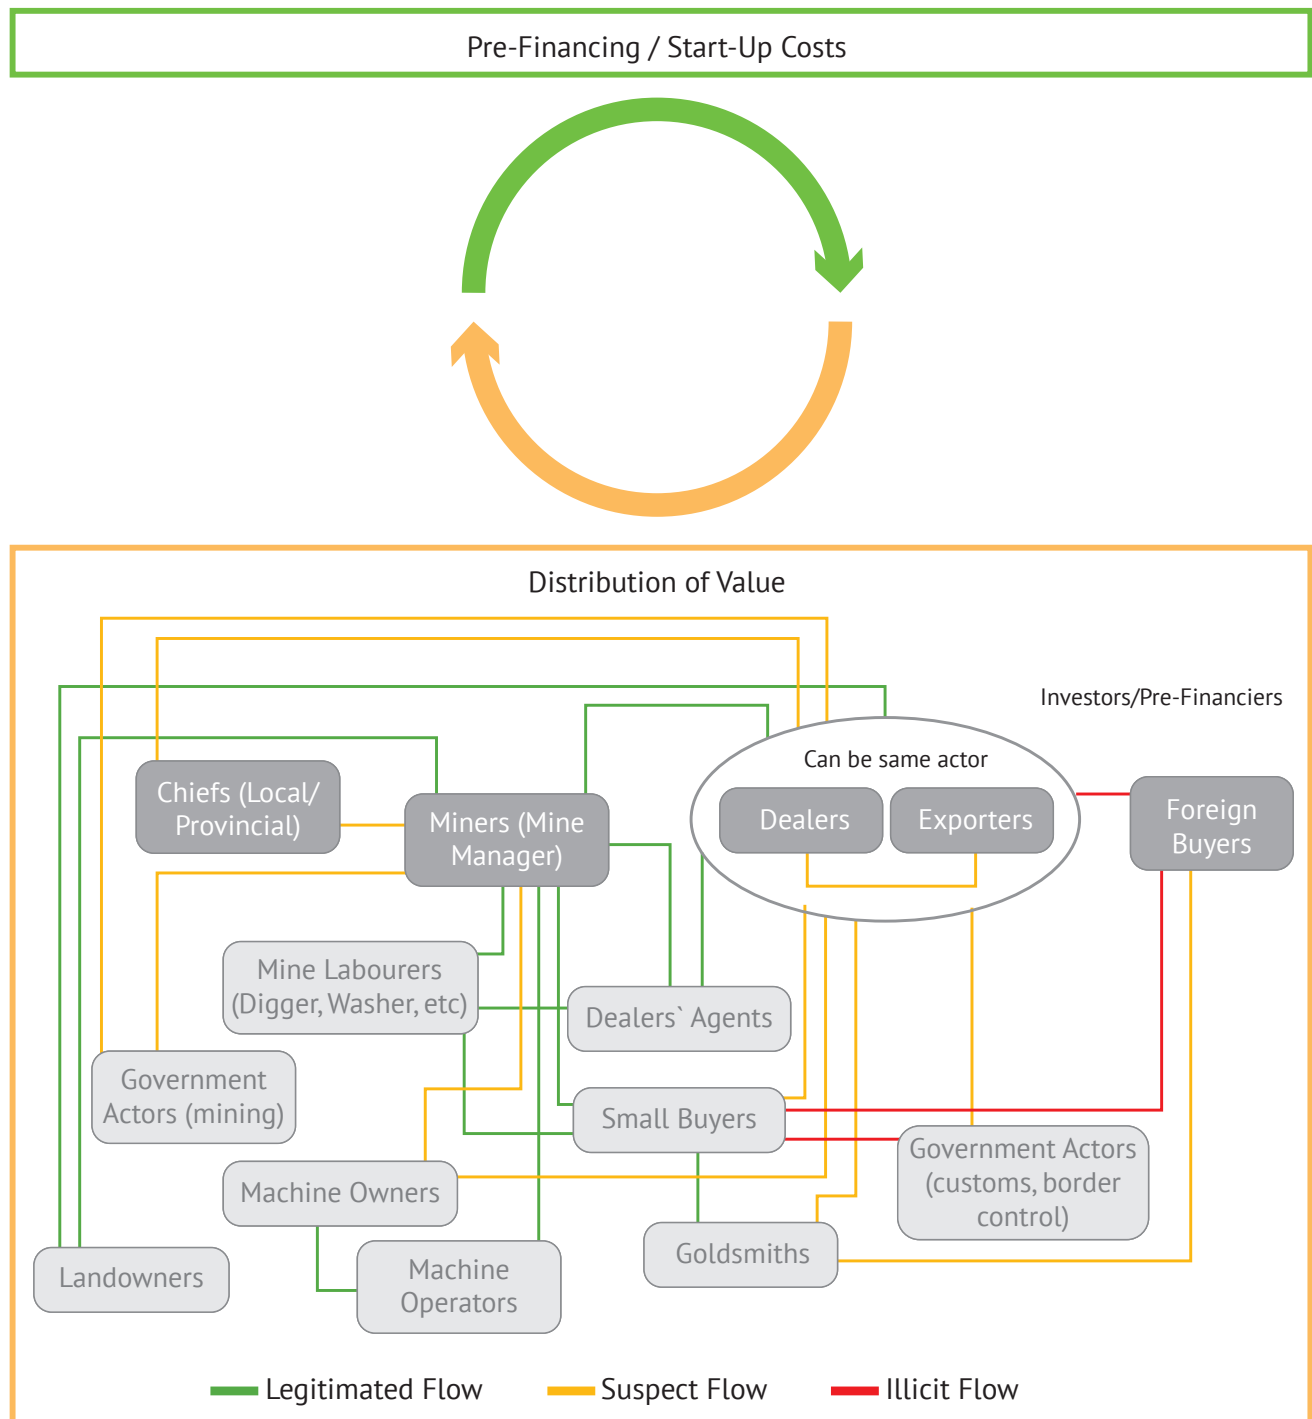 Pre-Financing / Start-Up Costs
Distribution of Value
Investors/Pre-Financiers
Can be same actor
Chiefs (Local/
Provincial)
Miners (Mine
Manager)
Dealers
Exporters
Foreign
Buyers
Mine Labourers
(Digger, Washer, etc)
Dealers` Agents
Government
Actors (mining)
Small Buyers
Government Actors
(customs, border
control)
Machine Owners
Goldsmiths
Landowners
Machine
Operators
Legitimated Flow
Suspect Flow
Illicit Flow